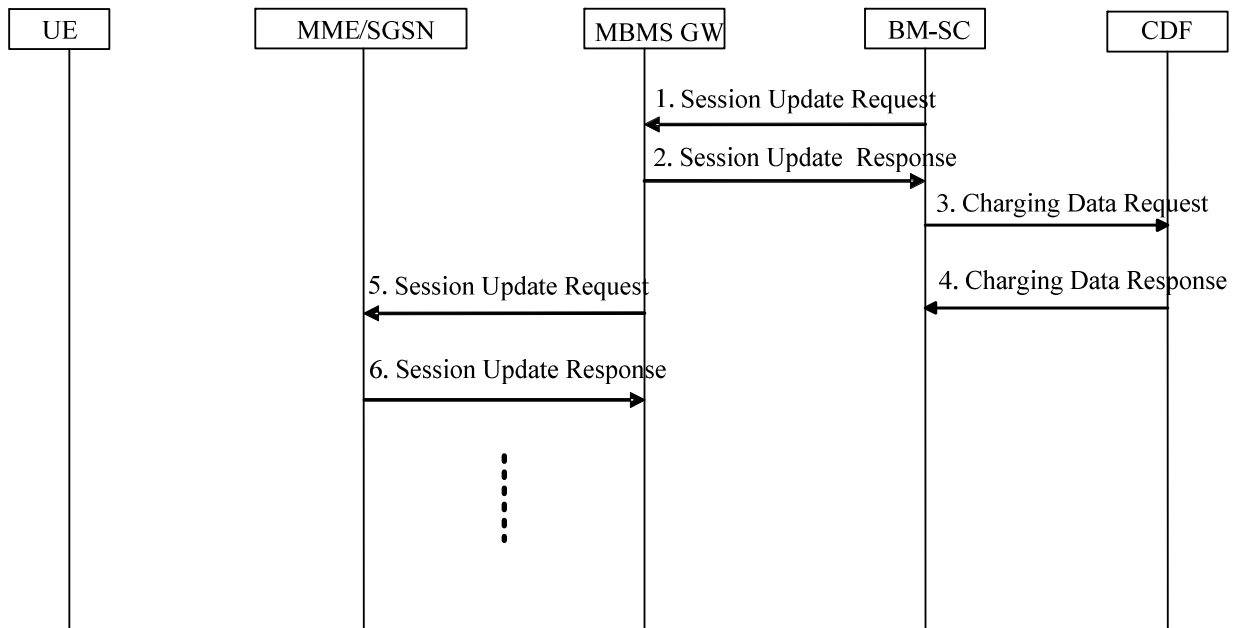 UE
MME/SGSN
MBMS GW
BM-SC
CDF
1. Session Update Request
2. Session Update Response
3. Charging Data Request
4. Charging Data Response
5. Session Update Request
6. Session Update Response